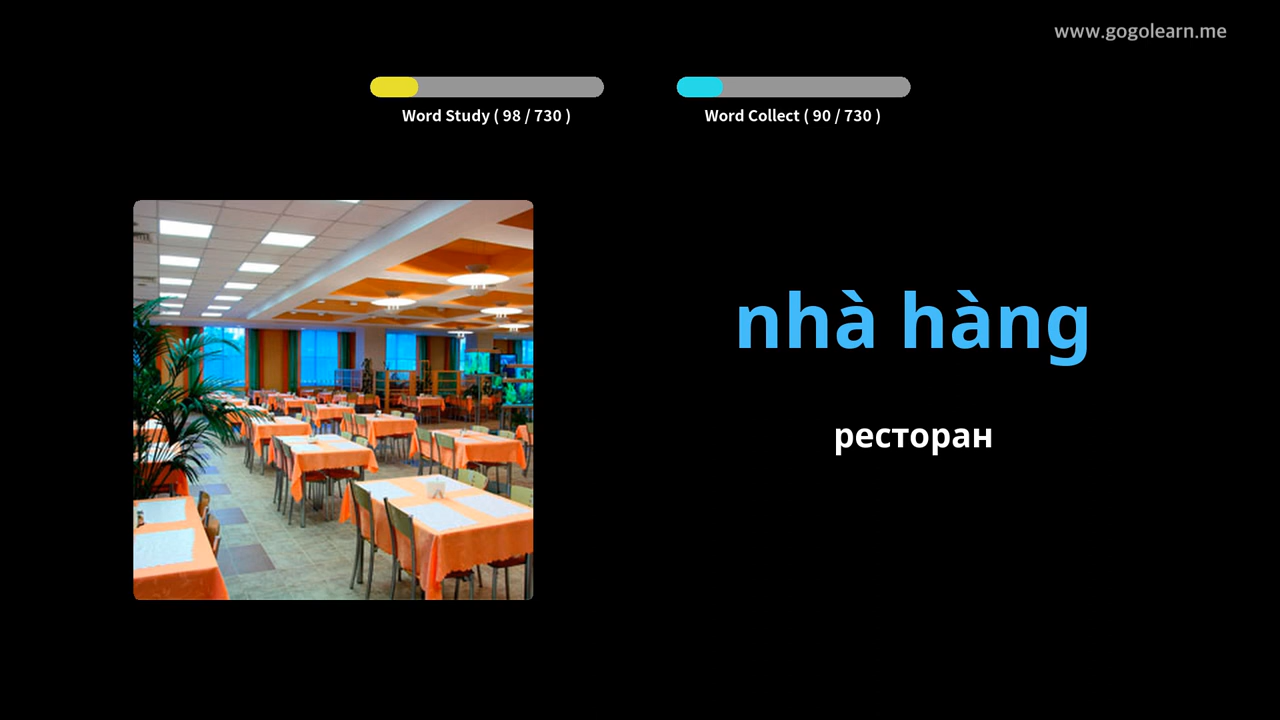 www.gogolearn.me
Word Study ( 98 / 730 )
Word Collect ( 90 / 730 )
nhà hàng
ресторан